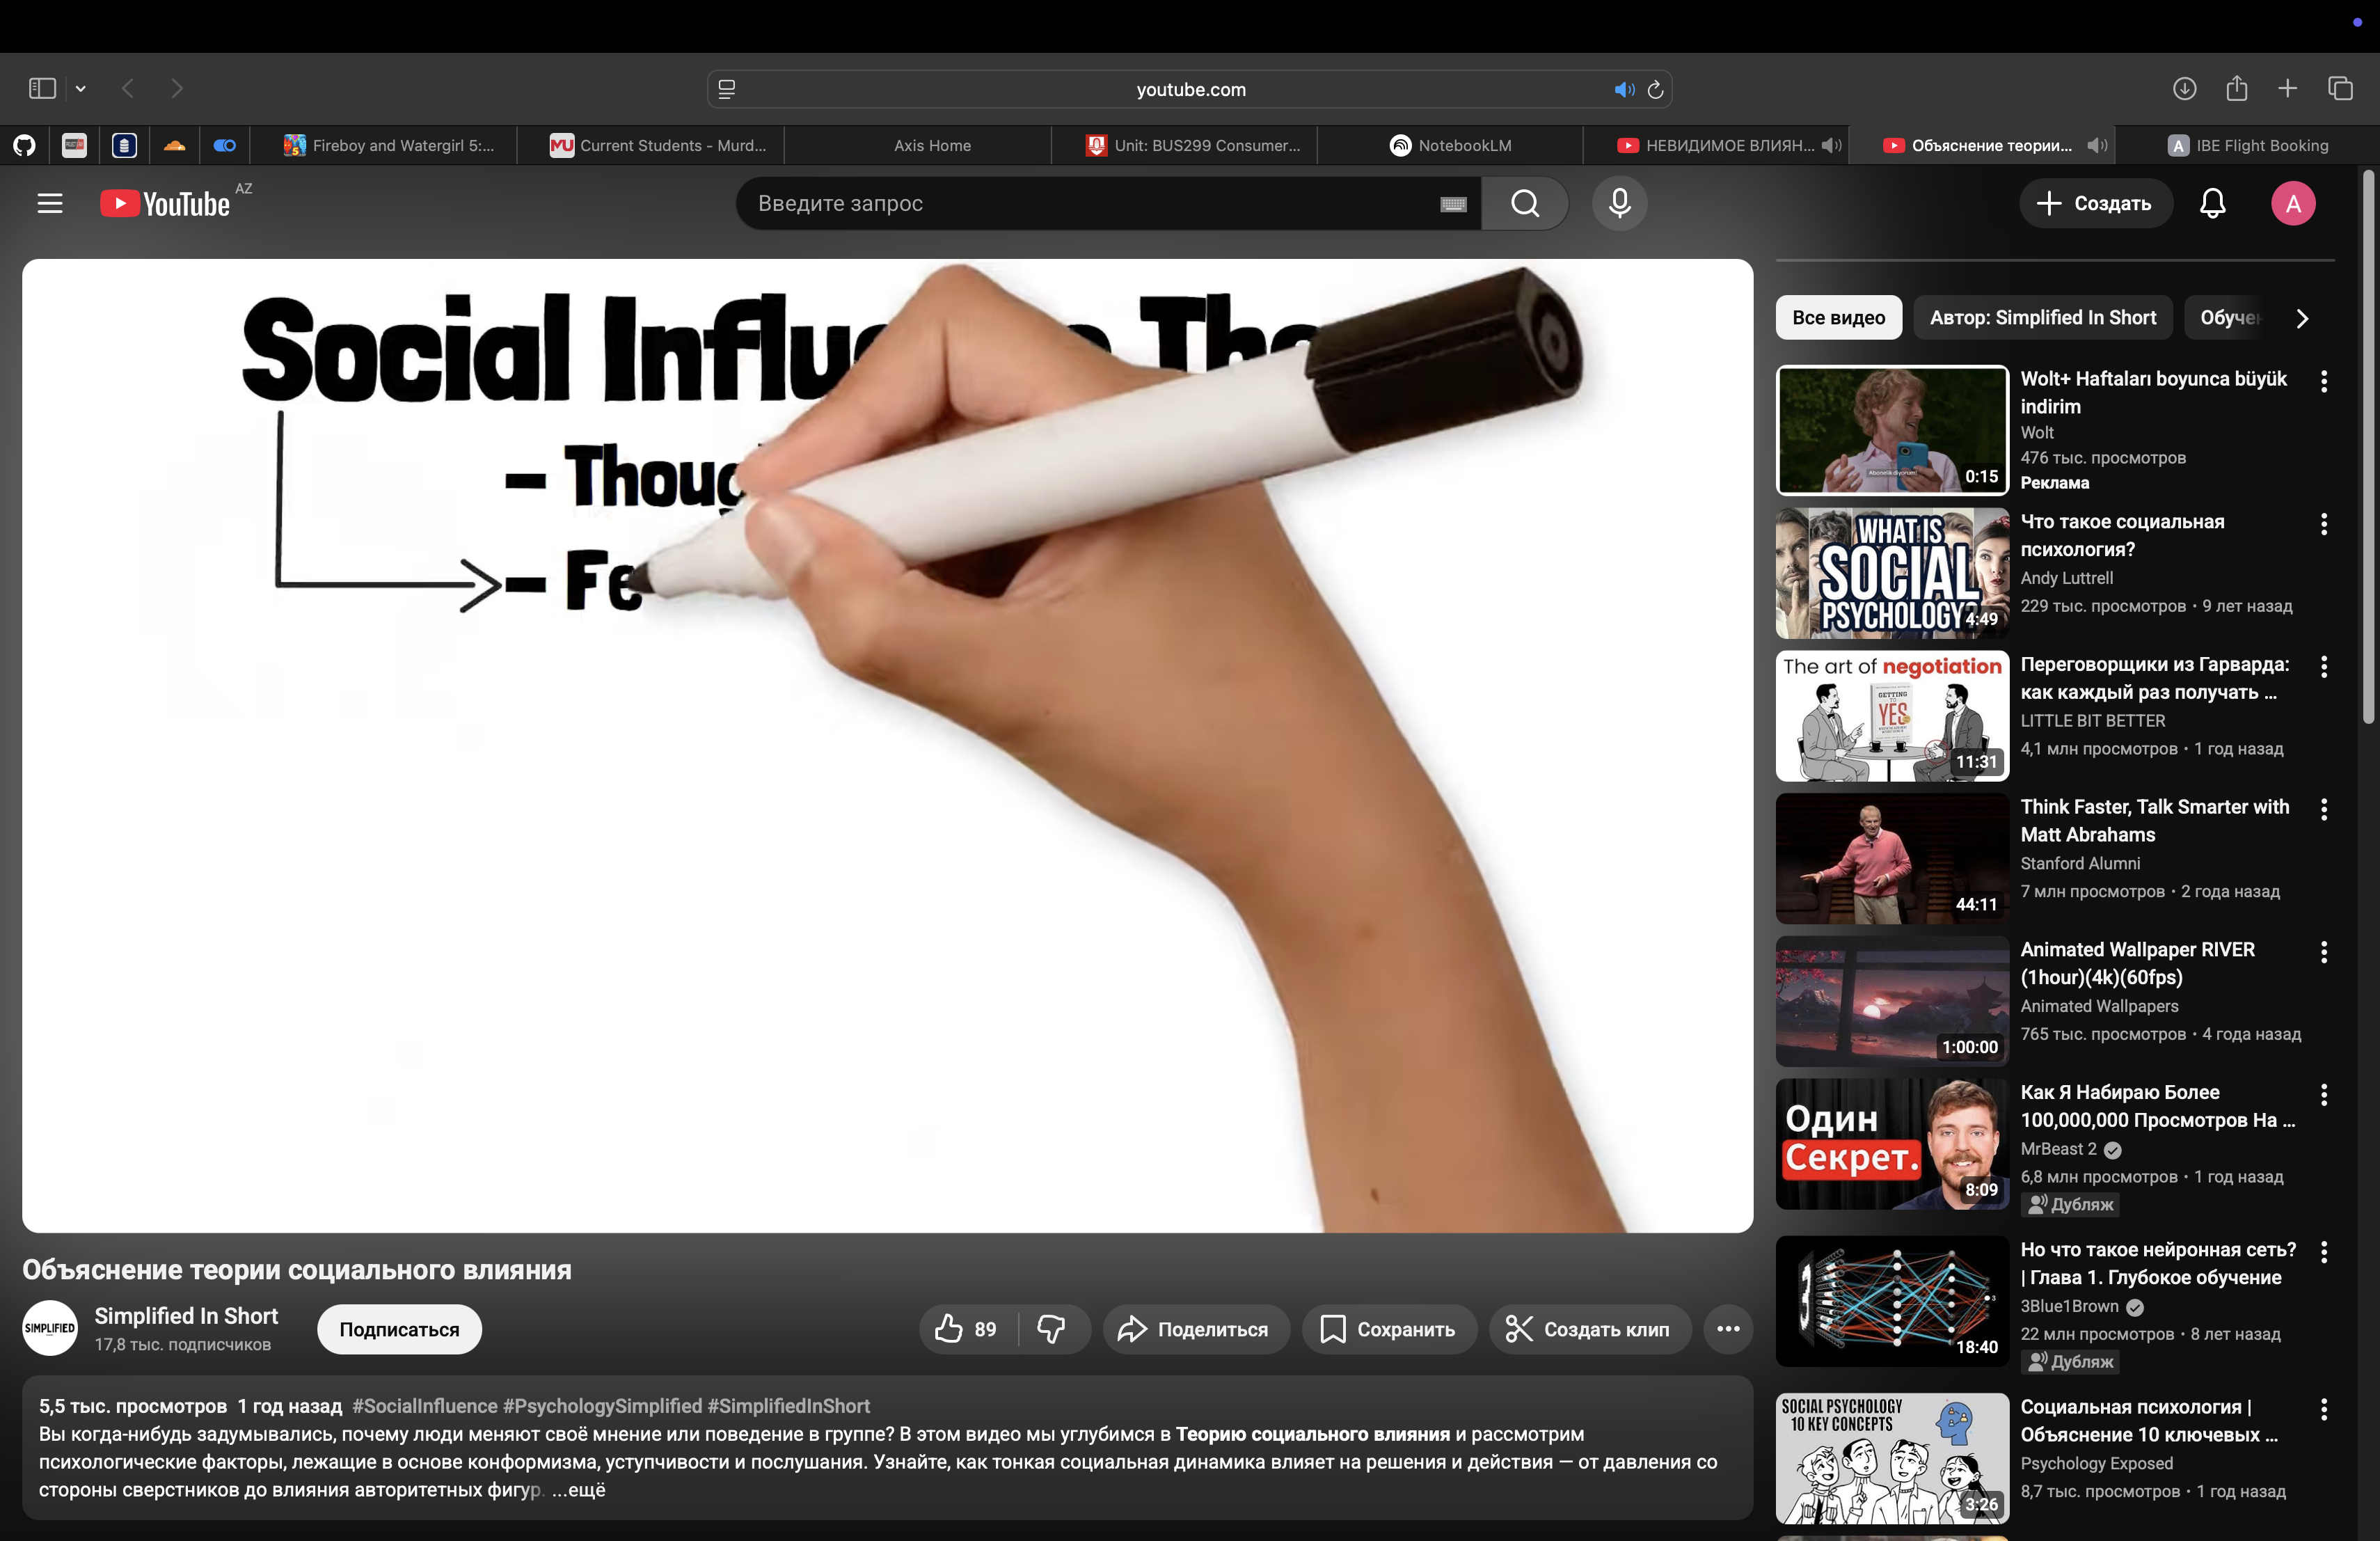 youtube.com
Fireboy and Watergirl 5:...
MU
Current Students - Murd...
Axis Home
Unit: BUS299 Consumer...
NotebookLM
НЕВИДИМОЕ ВЛИЯН...
Объяснение теории...
A
IBE Flight Booking
YouTube
AZ
Введите запрос
Создать
A
Social
– Thoug
– Fe
Все видео
Автор: Simplified In Short
Wolt+ Haftaları boyunca büyük
indirim
Wolt
476 тыс. просмотров
Реклама
0:15
WHAT IS
SOCIAL
PSYCHOLOGY?
4:49
Что такое социальная
психология?
Andy Luttrell
229 тыс. просмотров • 9 лет назад
The art of negotiation
GETTING
TO
YES
11:31
Переговорщики из Гарварда:
как каждый раз получать ...
LITTLE BIT BETTER
4,1 млн просмотров • 1 год назад
44:11
Think Faster, Talk Smarter with
Matt Abrahams
Stanford Alumni
7 млн просмотров • 2 года назад
1:00:00
Animated Wallpaper RIVER
(1hour)(4k)(60fps)
Animated Wallpapers
765 тыс. просмотров • 4 года назад
Один
Секрет.
8:09
Как Я Набираю Более
100,000,000 Просмотров На ...
MrBeast 2
6,8 млн просмотров • 1 год назад
Дубляж
18:40
Но что такое нейронная сеть?
| Глава 1. Глубокое обучение
3Blue1Brown
22 млн просмотров • 8 лет назад
Дубляж
SOCIAL PSYCHOLOGY
10 KEY CONCEPTS
3:26
Социальная психология |
Объяснение 10 ключевых ...
Psychology Exposed
8,7 тыс. просмотров • 1 год назад
Объяснение теории социального влияния
SIMPLIFIED
Simplified In Short
17,8 тыс. подписчиков
Подписаться
89
Поделиться
Сохранить
Создать клип
5,5 тыс. просмотров 1 год назад #SocialInfluence #PsychologySimplified #SimplifiedInShort
Вы когда-нибудь задумывались, почему люди меняют своё мнение или поведение в группе? В этом видео мы углубимся в Теорию социального влияния и рассмотрим
психологические факторы, лежащие в основе конформизма, уступчивости и послушания. Узнайте, как тонкая социальная динамика влияет на решения и действия — от давления со
стороны сверстников до влияния авторитетных фигур. ...ещё